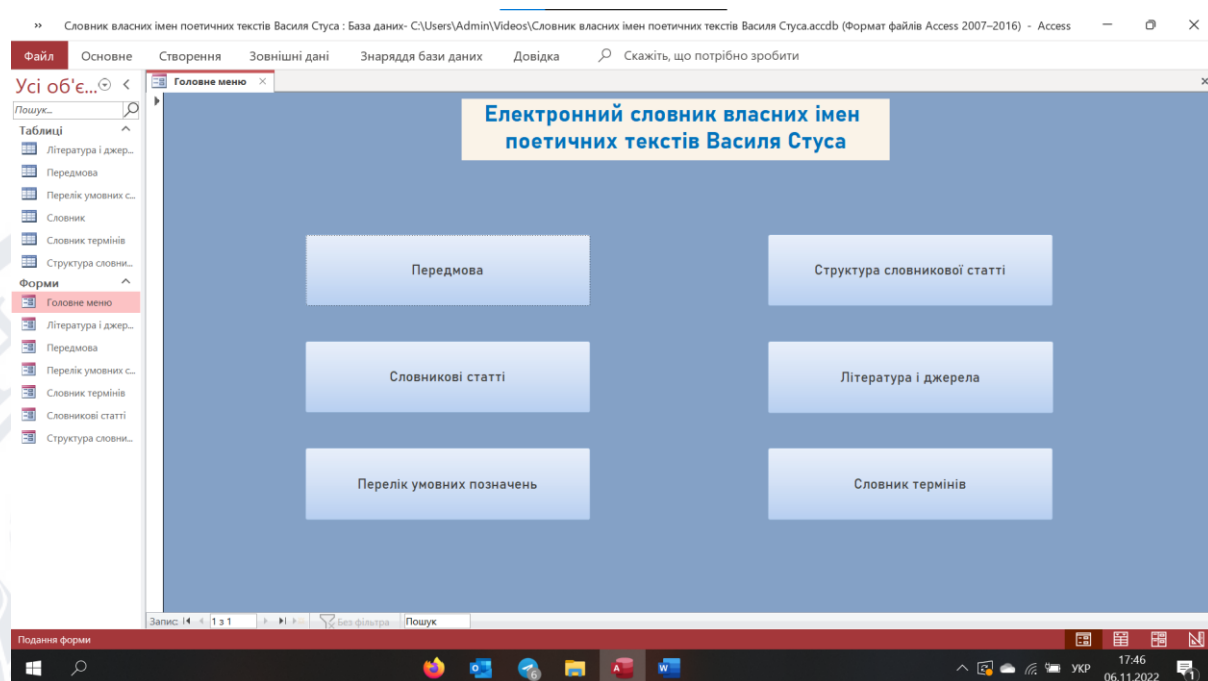 Словник власних імен поетичних текстів Василя Стуса : База даних- C:\Users\Admin\Videos\Словник власних імен поетичних текстів Василя Стуса.accdb (Формат файлів Access 2007–2016) - Access
Файл Основне Створення Зовнішні дані Знаряддя бази даних Довідка Скажіть, що потрібно зробити
Усі об'є...
Пошук...
Таблиці
Література і джер...
Передмова
Перелік умовних с...
Словник
Словник термінів
Структура словни...
Форми
Головне меню
Література і джер...
Передмова
Перелік умовних с...
Словник термінів
Словникові статті
Структура словни...
Головне меню
Електронний словник власних імен
поетичних текстів Василя Стуса
Передмова
Структура словникової статті
Словникові статті
Література і джерела
Перелік умовних позначень
Словник термінів
Запис: 1 з 1 Без фільтра Пошук
Подання форми
УКР
17:46
06.11.2022